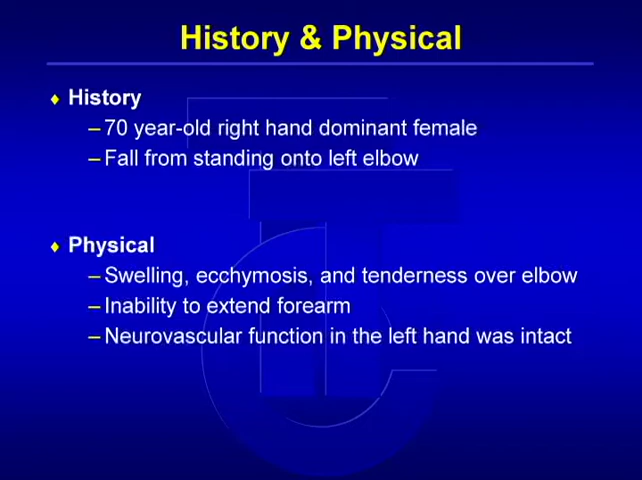 History & Physical
♦ History
– 70 year-old right hand dominant female
– Fall from standing onto left elbow
♦ Physical
– Swelling, ecchymosis, and tenderness over elbow
– Inability to extend forearm
– Neurovascular function in the left hand was intact